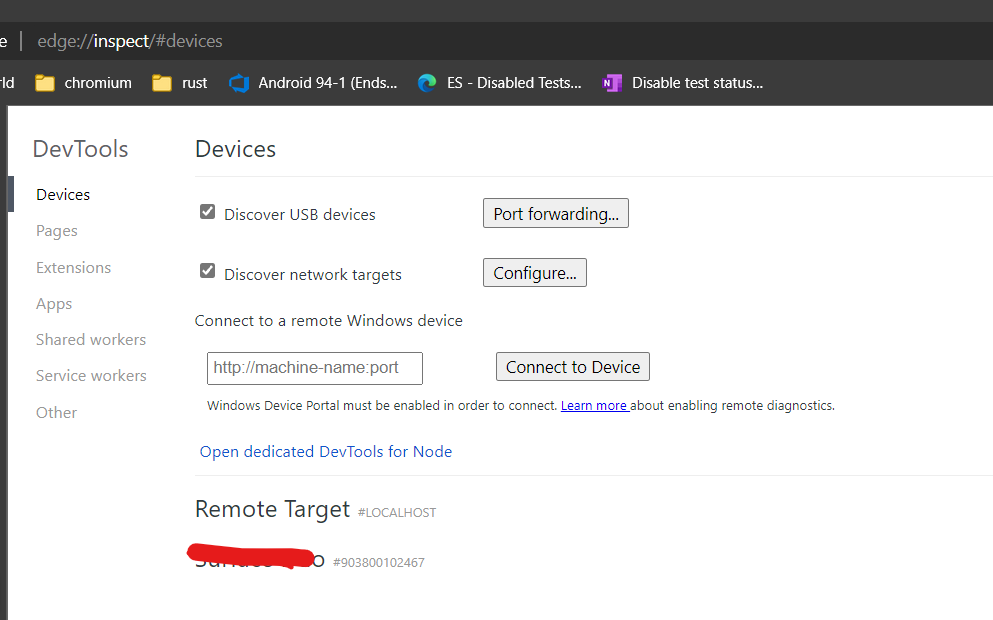 e | edge://inspect/#devices
ld chromium rust Android 94-1 (Ends... ES - Disabled Tests... Disable test status...
DevTools
Devices
Pages
Extensions
Apps
Shared workers
Service workers
Other
Devices
Discover USB devices Port forwarding...
Discover network targets Configure...
Connect to a remote Windows device
http://machine-name:port Connect to Device
Windows Device Portal must be enabled in order to connect. Learn more about enabling remote diagnostics.
Open dedicated DevTools for Node
Remote Target #LOCALHOST
#903800102467